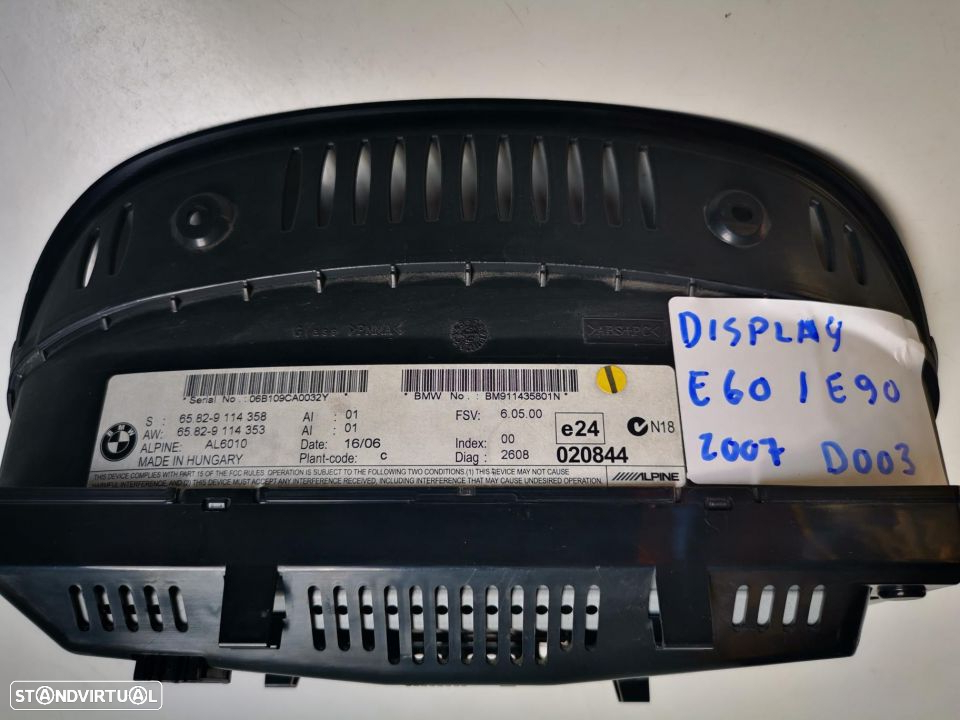 Glass >PMMA<
>ABS+PC<
*Serial No.: 06B109CA0032Y *
*BMW No.: BM911435801N *
S : 65.82-9 114 358 AI : 01 FSV: 6.05.00
AW: 65.82-9 114 353 AI : 01
ALPINE: AL6010 Date: 16/06 Index: 00
MADE IN HUNGARY Plant-code: c Diag : 2608
e24
020844
N18
THIS DEVICE COMPLIES WITH PART 15 OF THE FCC RULES. OPERATION IS SUBJECT TO THE FOLLOWING TWO CONDITIONS.(1) THIS DEVICE MAY NOT CAUSE
HARMFUL INTERFERENCE, AND (2) THIS DEVICE MUST ACCEPT ANY INTERFERENCE RECEIVED, INCLUDING INTERFERENCE THAT MAY CAUSE UNDESIRED OPERATION.
ALPINE
DISPLAY
E60 / E90
2007 D003
STANDVIRTUAL